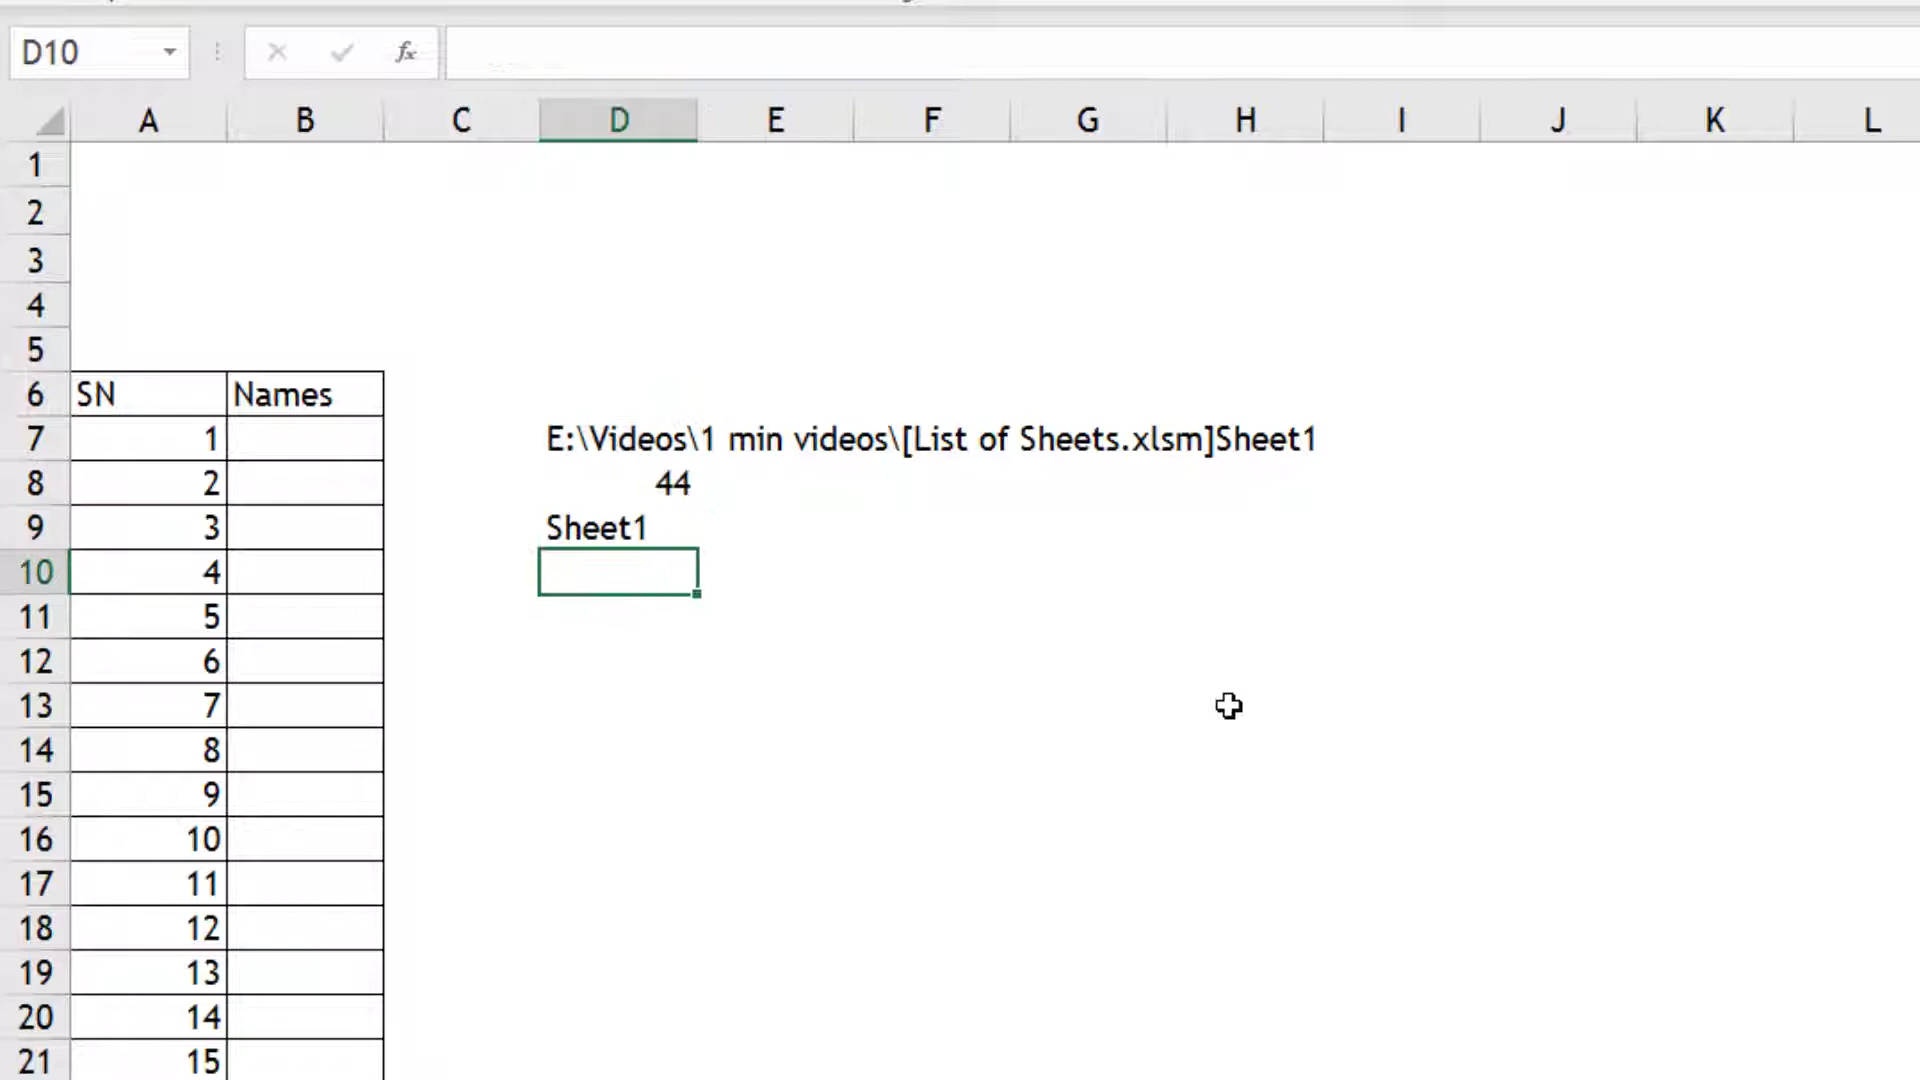 D10 fx
A B C D E F G H I J K L
1
2
3
4
5
6 SN Names
7 1 E:\Videos\1 min videos\[List of Sheets.xlsm]Sheet1
8 2 44
9 3 Sheet1
10 4
11 5
12 6
13 7
14 8
15 9
16 10
17 11
18 12
19 13
20 14
21 15